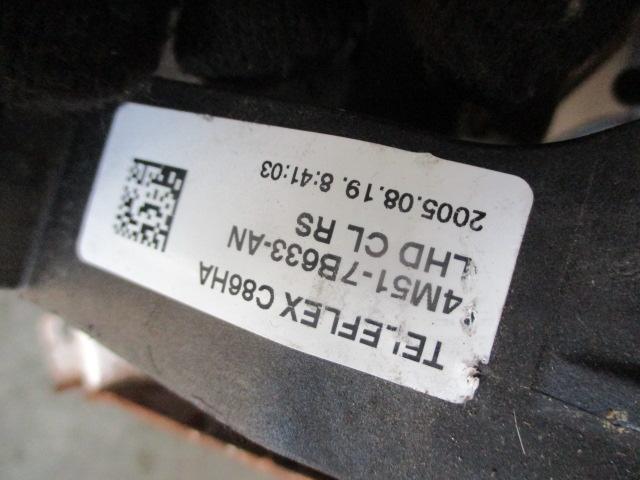 TELEFLEX C86HA
4M51-7B633-AN
LHD CL RS
2005.08.19. 8:41:03